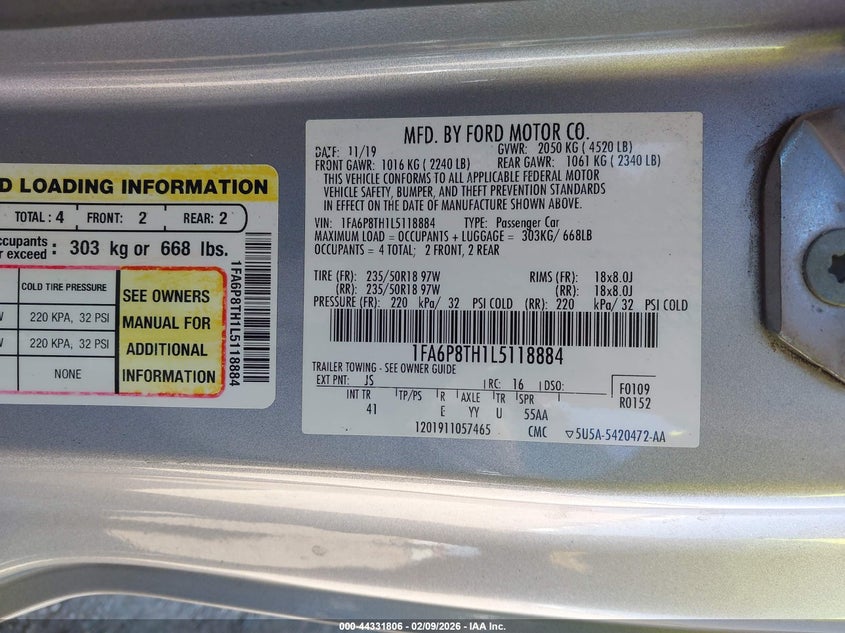 D LOADING INFORMATION
TOTAL : 4 FRONT: 2 REAR: 2
ccupants
r exceed : 303 kg or 668 lbs.
COLD TIRE PRESSURE
220 KPA, 32 PSI
220 KPA, 32 PSI
NONE
SEE OWNERS
MANUAL FOR
ADDITIONAL
INFORMATION
1FA6P8TH1L5118884
MFD. BY FORD MOTOR CO.
DATE: 11/19 GVWR: 2050 KG ( 4520 LB)
FRONT GAWR: 1016 KG ( 2240 LB) REAR GAWR: 1061 KG ( 2340 LB)
THIS VEHICLE CONFORMS TO ALL APPLICABLE FEDERAL MOTOR
VEHICLE SAFETY, BUMPER, AND THEFT PREVENTION STANDARDS
IN EFFECT ON THE DATE OF MANUFACTURE SHOWN ABOVE.
VIN: 1FA6P8TH1L5118884 TYPE: Passenger Car
MAXIMUM LOAD = OCCUPANTS + LUGGAGE = 303KG/ 668LB
OCCUPANTS = 4 TOTAL; 2 FRONT, 2 REAR
TIRE (FR): 235/50R18 97W RIMS (FR): 18x8.0J
(RR): 235/50R18 97W (RR): 18x8.0J
PRESSURE (FR): 220 kPa/ 32 PSI COLD (RR): 220 kPa/ 32 PSI COLD
1FA6P8TH1L5118884
TRAILER TOWING - SEE OWNER GUIDE
EXT PNT: JS RC: 16 DSO: F0109
INT TR TP/PS R AXLE TR SPR R0152
41 E YY U 55AA
1201911057465 CMC ▽5U5A-5420472-AA
000-44331806 | 02/09/2026 - IAA Inc.